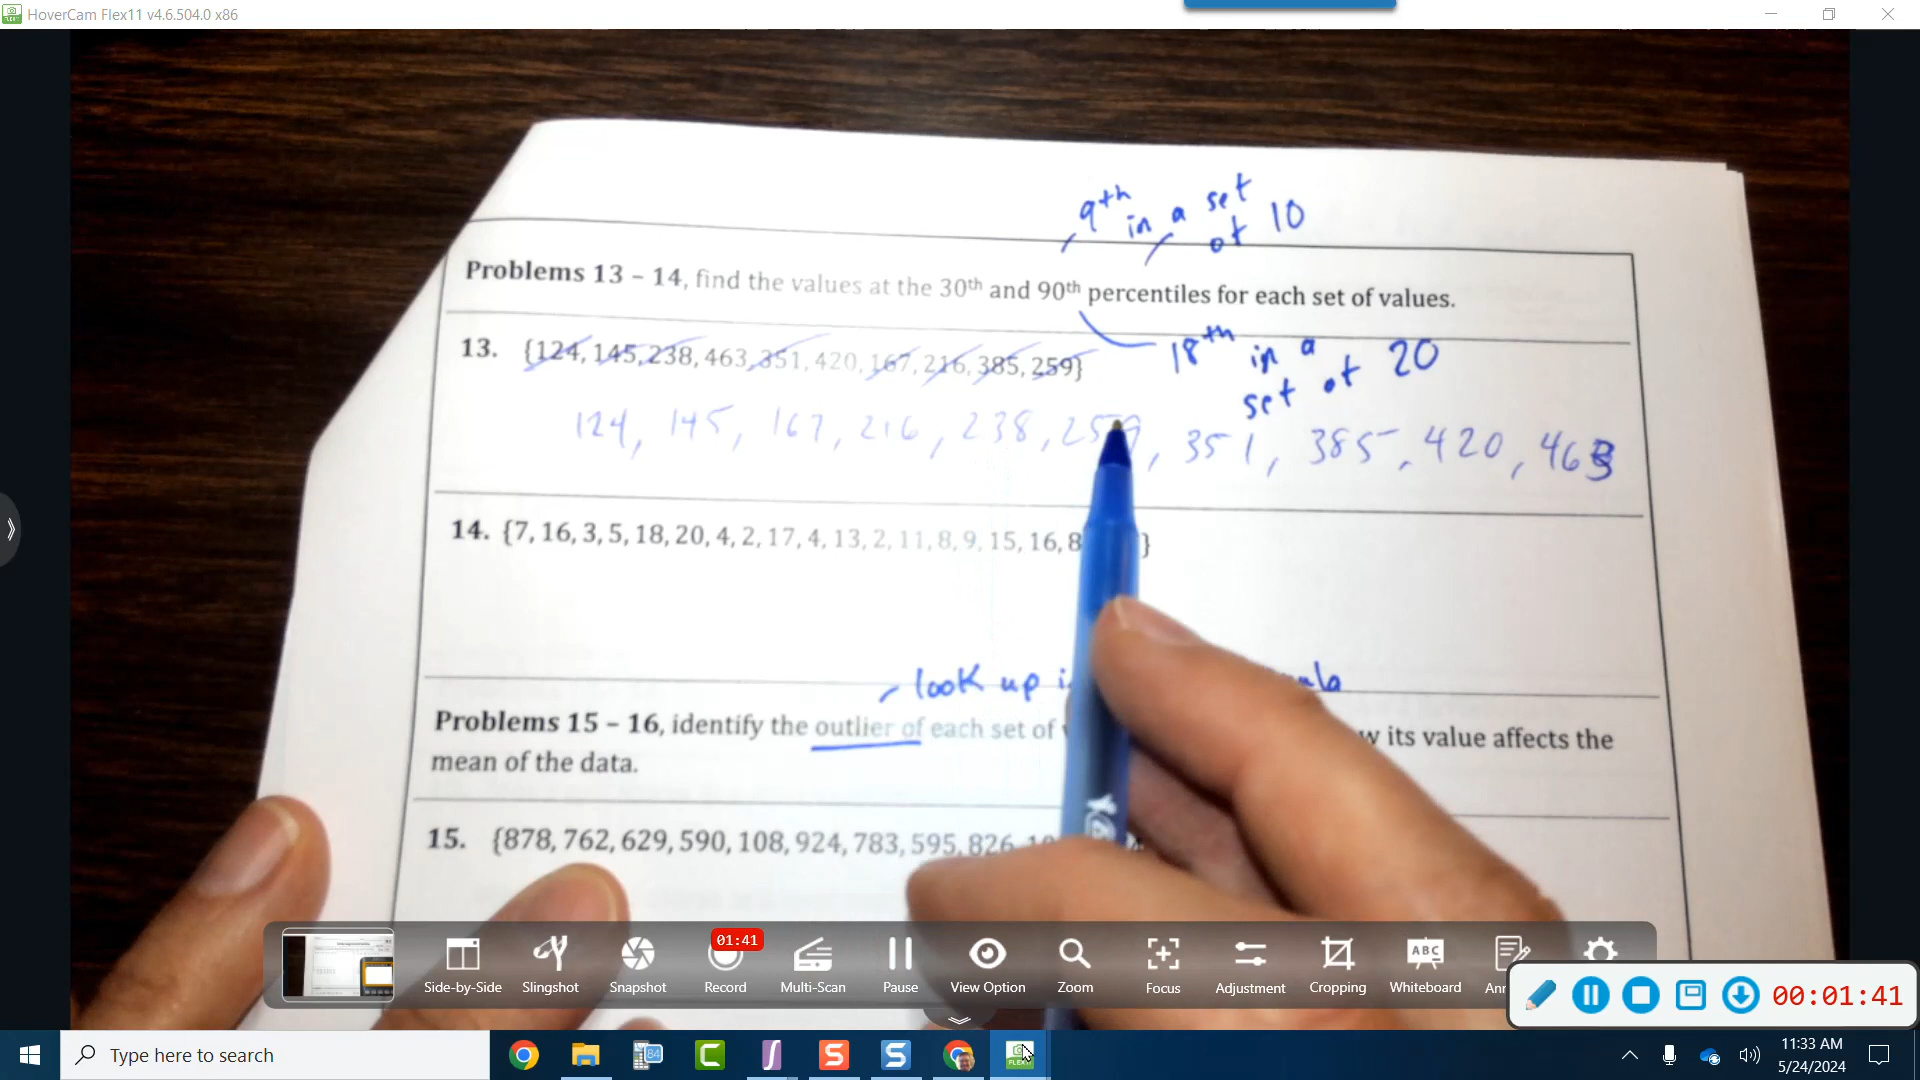 HoverCam Flex11 v4.6.504.0 x86
9th in a set
of 10
Problems 13 – 14, find the values at the 30th and 90th percentiles for each set of values.
18th in a
set of 20
13. {124, 145, 238, 463, 351, 420, 167, 216, 385, 259}
124, 145, 167, 216, 238, 259, 351, 385, 420, 463
14. {7, 16, 3, 5, 18, 20, 4, 2, 17, 4, 13, 2, 11, 8, 9, 15, 16, 8 }
look up
Problems 15 – 16, identify the outlier of each set of
its value affects the
mean of the data.
15. {878, 762, 629, 590, 108, 924, 783, 595, 826,
01:41
Side-by-Side Slingshot Snapshot Record Multi-Scan Pause View Option Zoom Focus Adjustment Cropping Whiteboard
ABC
00:01:41
Type here to search
84
FLEX
11:33 AM
5/24/2024